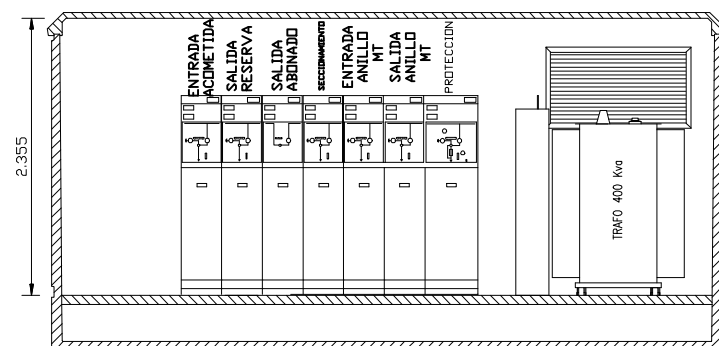 ENTRADA
ACOMETIDA
SALIDA
RESERVA
SALIDA
ABONADO
SECCIONAMIENTO
ENTRADA
ANILLO
MT
SALIDA
ANILLO
MT
PROTECCION
2.355
TRAFO 400 Kva